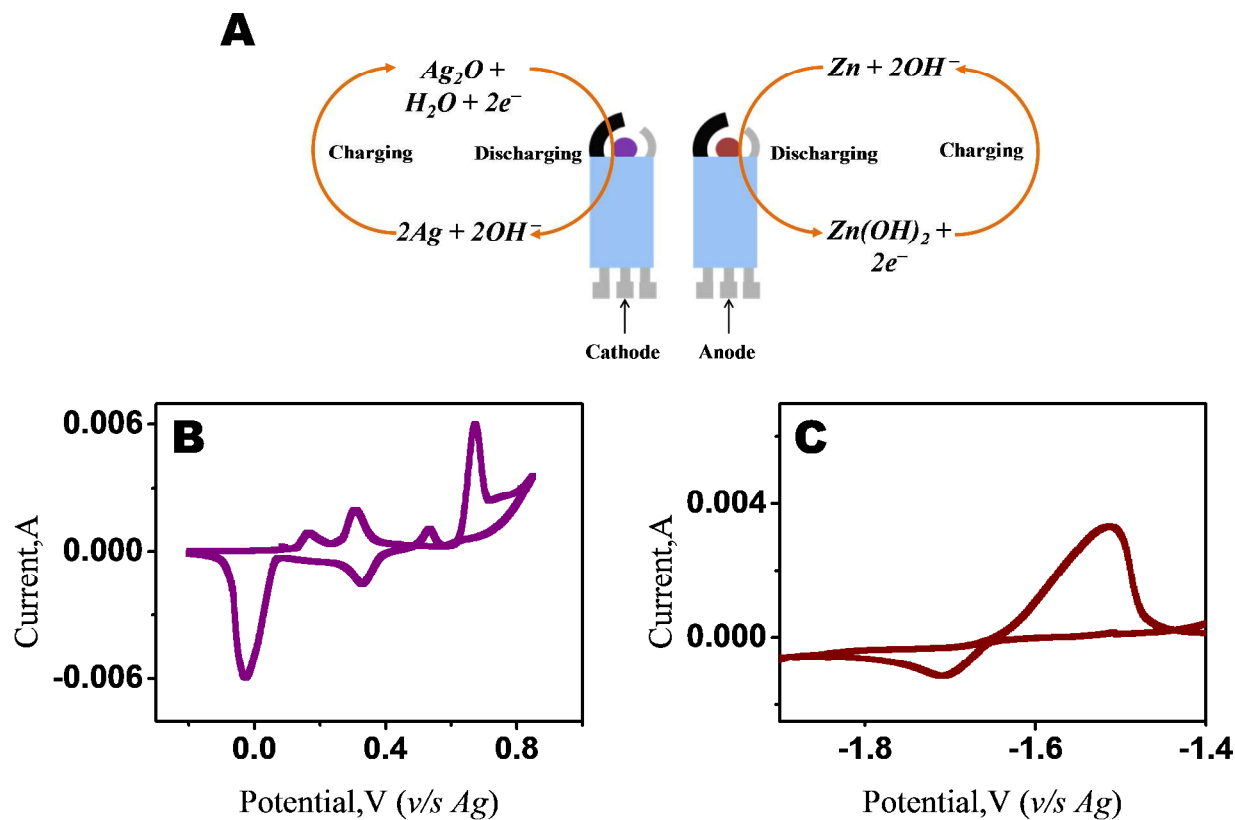 A
Ag₂O +
H₂O + 2e⁻
Charging
Discharging
2Ag + 2OH⁻
Zn + 2OH⁻
Discharging
Charging
Zn(OH)₂ +
2e⁻
Cathode
Anode
B
0.006
0.000
-0.006
Current,A
0.0
0.4
0.8
Potential,V (v/s Ag)
C
0.004
0.000
Current,A
-1.8
-1.6
-1.4
Potential,V (v/s Ag)